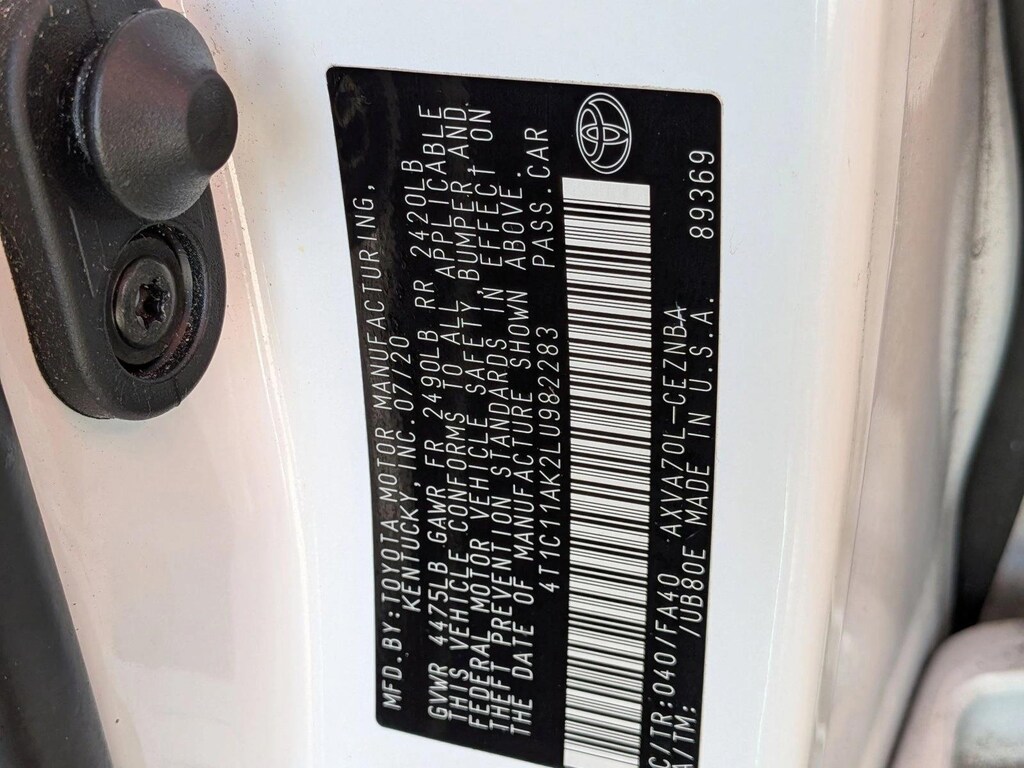 MFD.BY:TOYOTA MOTOR MANUFACTURING,
KENTUCKY,INC. 07/20
GVWR 4475LB GAWR FR 2490LB RR 2420LB
THIS VEHICLE CONFORMS TO ALL APPLICABLE
FEDERAL MOTOR VEHICLE SAFETY,BUMPER,AND
THEFT PREVENTION STANDARDS IN EFFECT ON
THE DATE OF MANUFACTURE SHOWN ABOVE.
4T1C11AK2LU982283 PASS.CAR
C/TR:040/FA40 AXVA70L-CEZNBA
A/TM: /UB80E MADE IN U.S.A. 89369